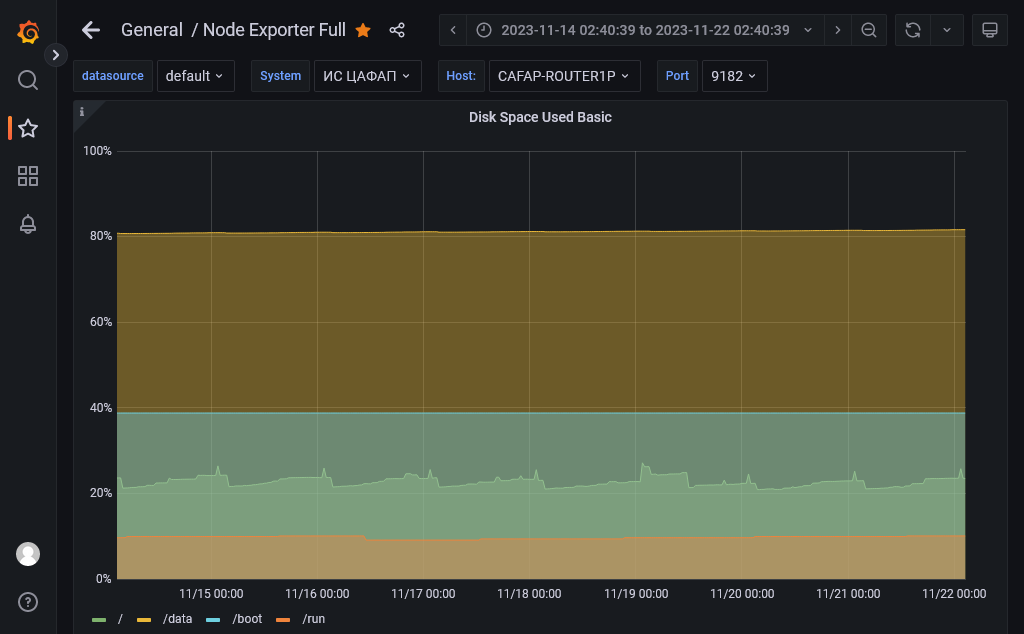 General / Node Exporter Full
2023-11-14 02:40:39 to 2023-11-22 02:40:39
datasource default System ИС ЦАФАП Host: CAFAP-ROUTER1P Port 9182
i
Disk Space Used Basic
100%
80%
60%
40%
20%
0%
11/15 00:00 11/16 00:00 11/17 00:00 11/18 00:00 11/19 00:00 11/20 00:00 11/21 00:00 11/22 00:00
/ /data /boot /run